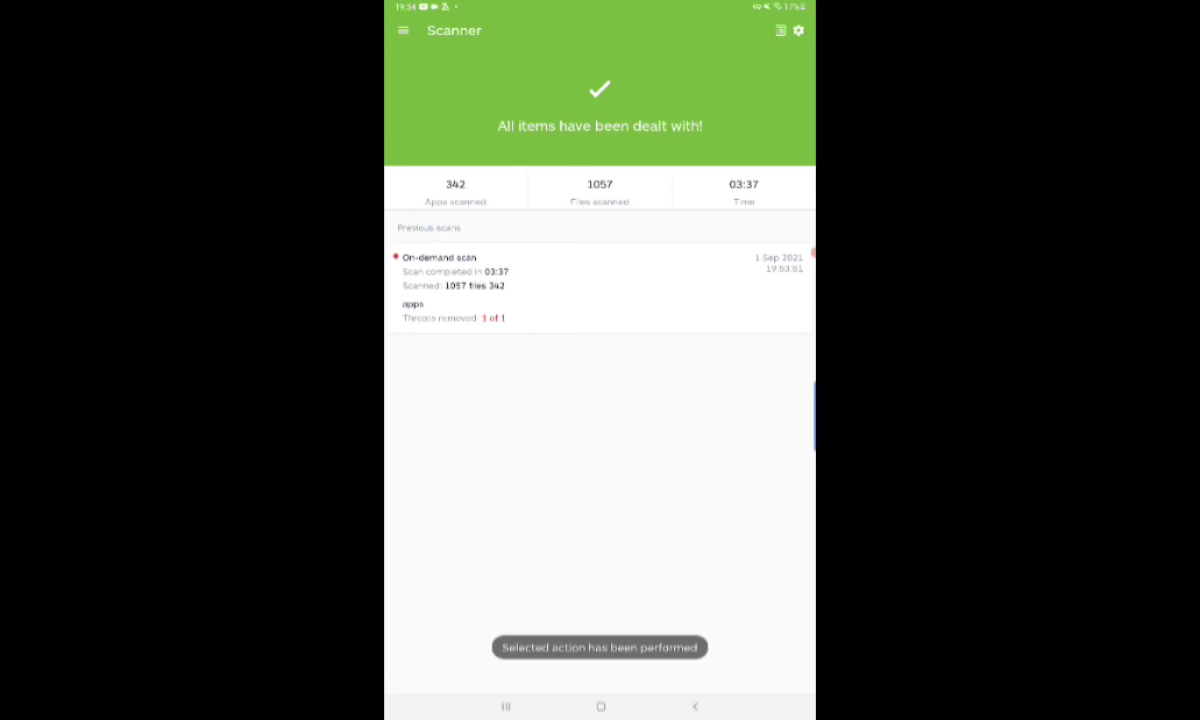 19:54
17%
Scanner
All items have been dealt with!
342
1057
03:37
Apps scanned
Files scanned
Time
Previous scans
On-demand scan
1 Sep 2021
Scan completed in 03:37
19:53:51
Scanned: 1057 files 342
apps
Threats removed: 1 of 1
Selected action has been performed